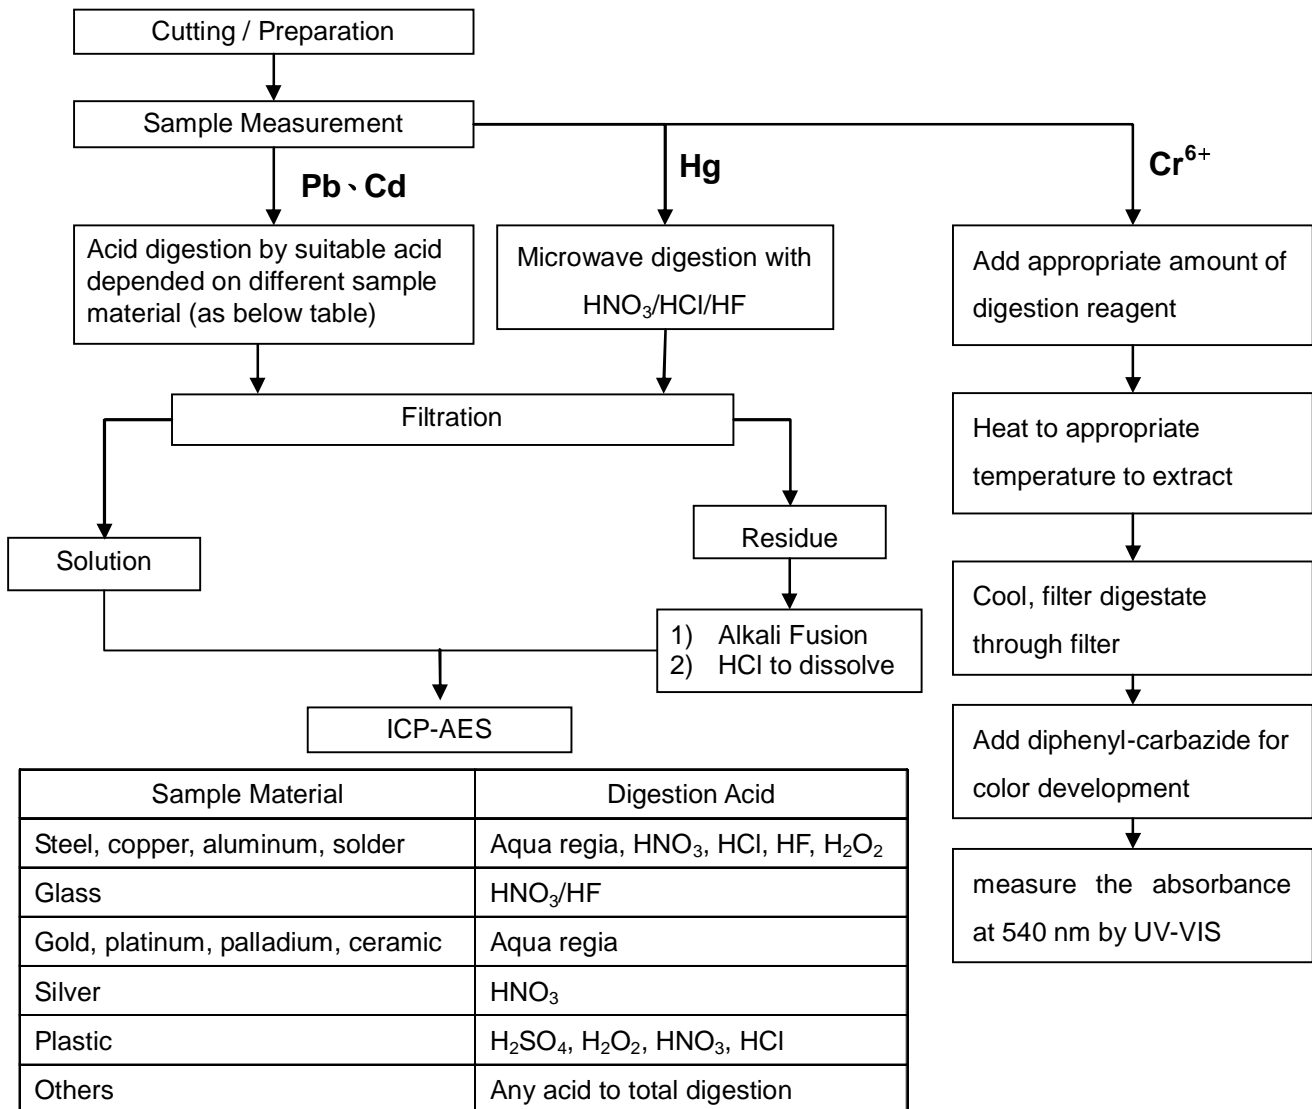 Cutting / Preparation
Sample Measurement
Pb、Cd
Hg
Cr⁶⁺
Acid digestion by suitable acid
depended on different sample
material (as below table)
Microwave digestion with
HNO₃/HCl/HF
Add appropriate amount of
digestion reagent
Filtration
Heat to appropriate
temperature to extract
Solution
Residue
1) Alkali Fusion
2) HCl to dissolve
Cool, filter digestate
through filter
ICP-AES
Add diphenyl-carbazide for
color development
measure the absorbance
at 540 nm by UV-VIS
Sample Material Digestion Acid
Steel, copper, aluminum, solder Aqua regia, HNO₃, HCl, HF, H₂O₂
Glass HNO₃/HF
Gold, platinum, palladium, ceramic Aqua regia
Silver HNO₃
Plastic H₂SO₄, H₂O₂, HNO₃, HCl
Others Any acid to total digestion